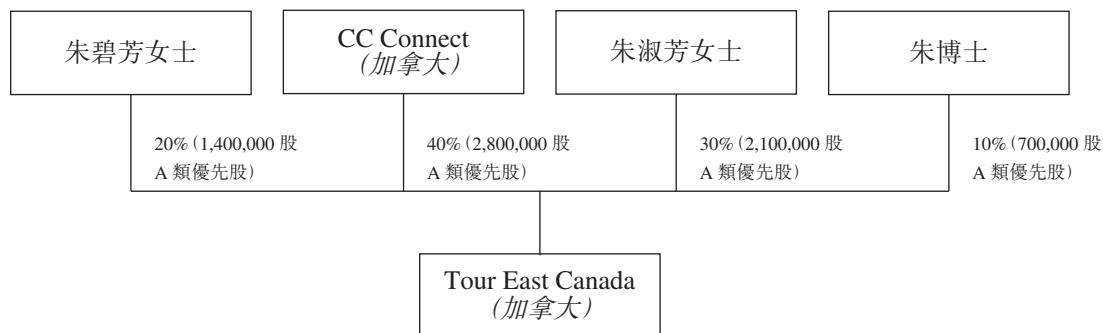 朱碧芳女士
CC Connect
(加拿大)
朱淑芳女士
朱博士
20% (1,400,000 股
A 類優先股)
40% (2,800,000 股
A 類優先股)
30% (2,100,000 股
A 類優先股)
10% (700,000 股
A 類優先股)
Tour East Canada
(加拿大)